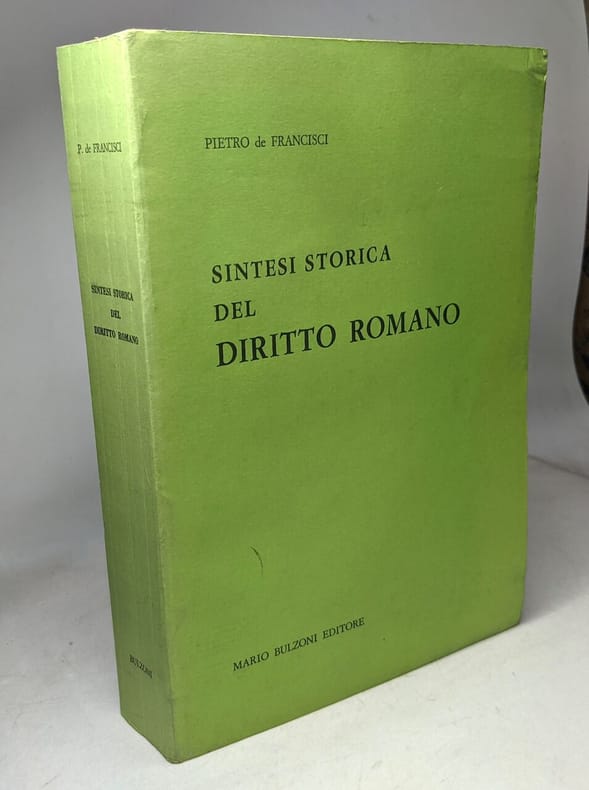 P. de FRANCISCI
SINTESI STORICA
DEL
DIRITTO ROMANO
BULZONI
PIETRO de FRANCISCI
SINTESI STORICA
DEL
DIRITTO ROMANO
MARIO BULZONI EDITORE